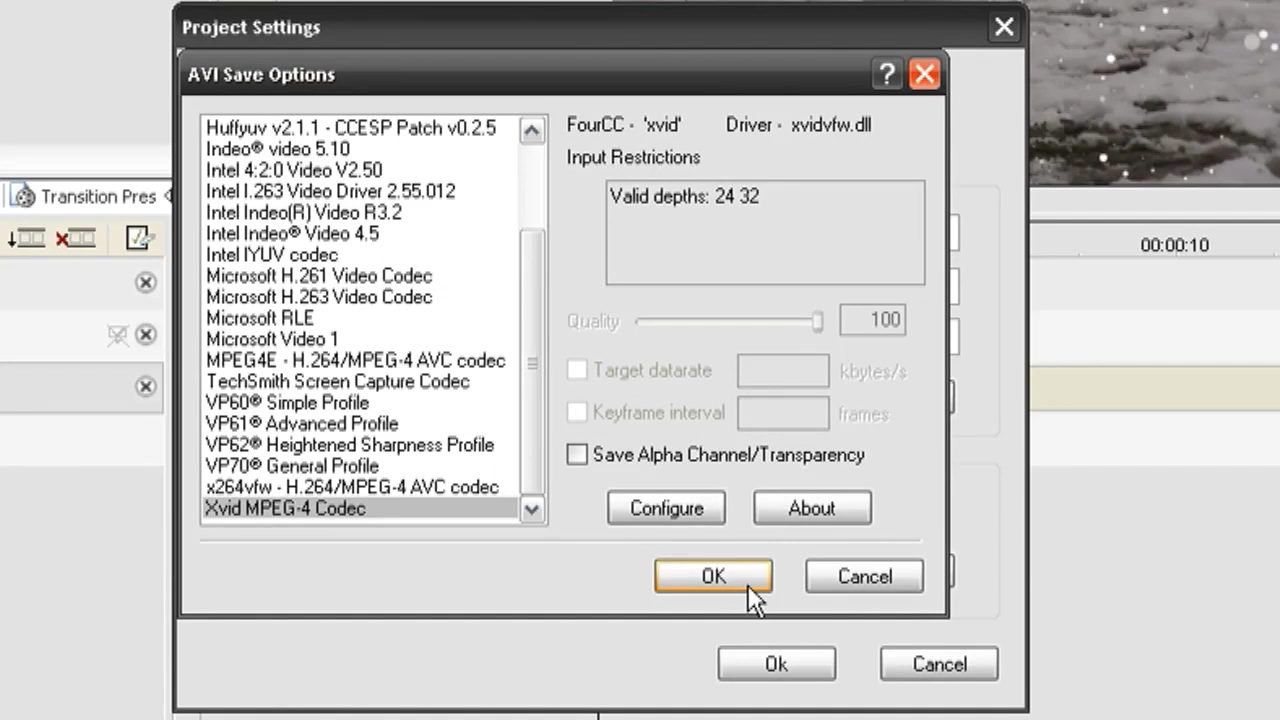 Project Settings
AVI Save Options
?
Huffyuv v2.1.1 - CCESP Patch v0.2.5
Indeo® video 5.10
Intel 4:2:0 Video V2.50
Intel I.263 Video Driver 2.55.012
Intel Indeo(R) Video R3.2
Intel Indeo® Video 4.5
Intel IYUV codec
Microsoft H.261 Video Codec
Microsoft H.263 Video Codec
Microsoft RLE
Microsoft Video 1
MPEG4E - H.264/MPEG-4 AVC codec
TechSmith Screen Capture Codec
VP60® Simple Profile
VP61® Advanced Profile
VP62® Heightened Sharpness Profile
VP70® General Profile
x264vfw - H.264/MPEG-4 AVC codec
Xvid MPEG-4 Codec
FourCC - 'xvid' Driver - xvidvfw.dll
Input Restrictions
Valid depths: 24 32
Quality 100
Target datarate kbytes/s
Keyframe interval frames
Save Alpha Channel/Transparency
Configure About
OK Cancel
Ok Cancel
Transition Pres
00:00:10